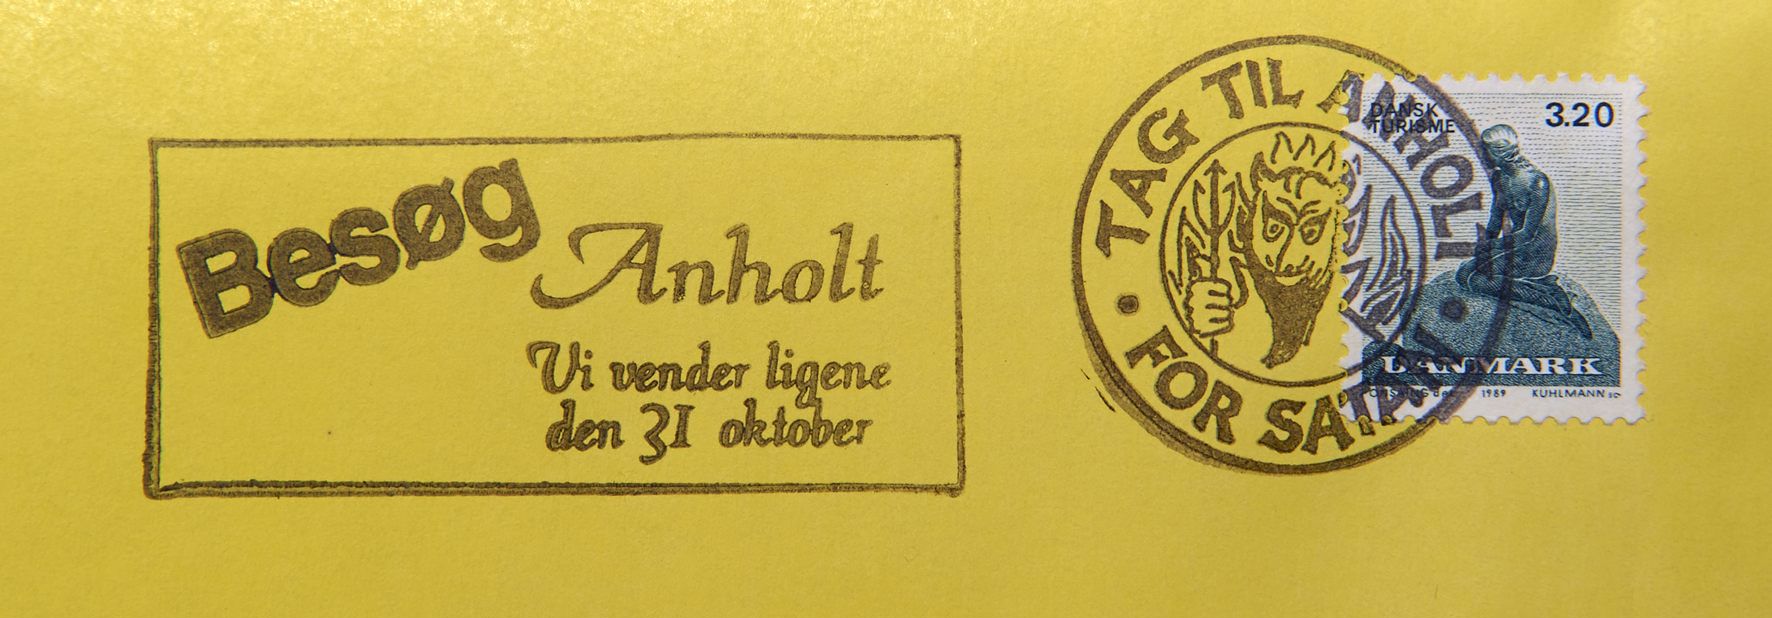 Besøg
Anholt
Vi vender ligene
den 31 oktober
TAG TIL ANHOLT
• FOR SATAN •
DANSK
TURISME
3.20
DANMARK
1989 KUHLMANN sc